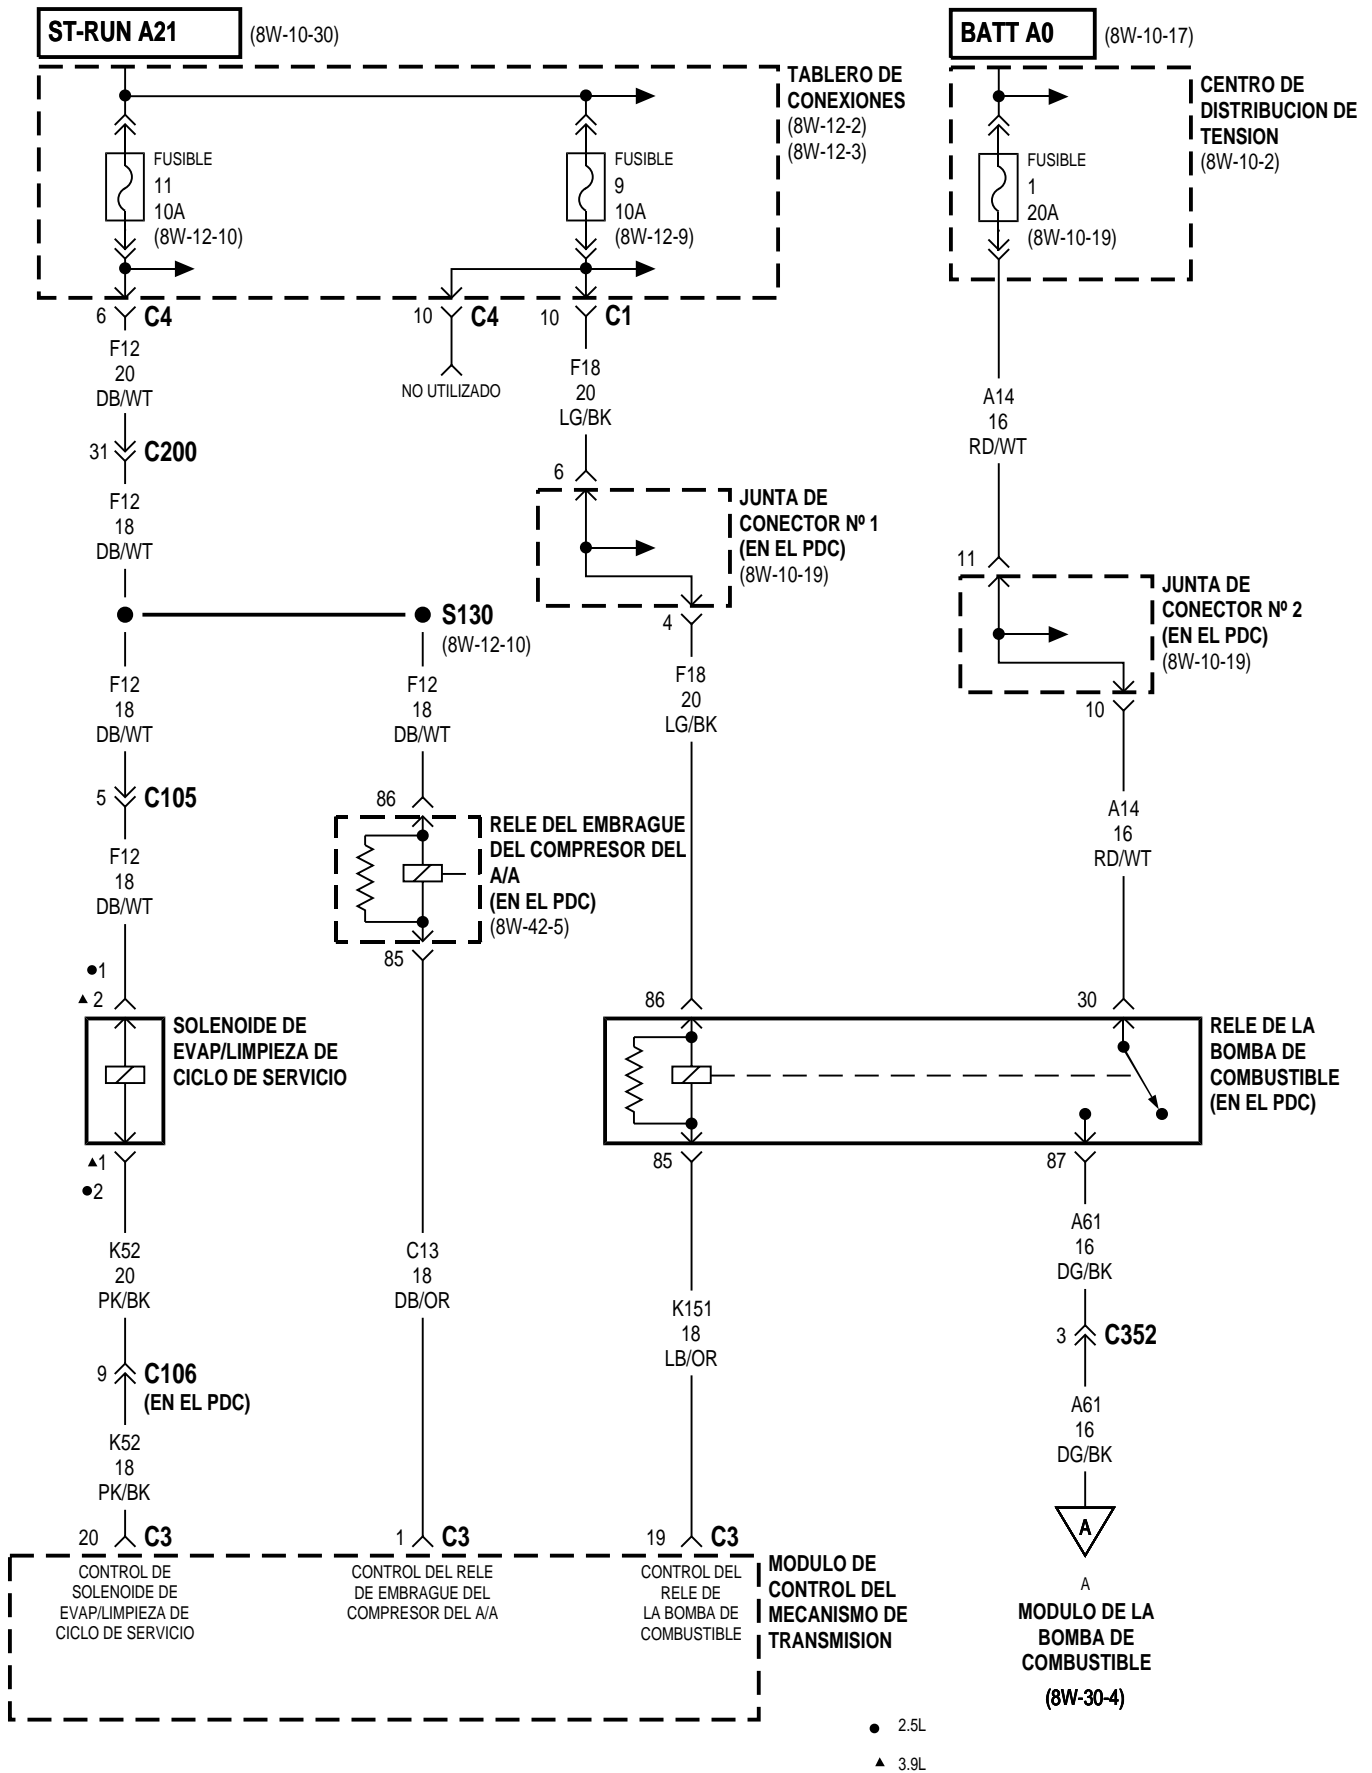 ST-RUN A21
(8W-10-30)
BATT A0
(8W-10-17)
TABLERO DE
CONEXIONES
(8W-12-2)
(8W-12-3)
CENTRO DE
DISTRIBUCION DE
TENSION
(8W-10-2)
FUSIBLE
11
10A
(8W-12-10)
FUSIBLE
9
10A
(8W-12-9)
FUSIBLE
1
20A
(8W-10-19)
6
C4
10
C4
10
C1
F12
20
DB/WT
NO UTILIZADO
F18
20
LG/BK
A14
16
RD/WT
31
C200
F12
18
DB/WT
6
JUNTA DE
CONECTOR Nº 1
(EN EL PDC)
(8W-10-19)
4
11
JUNTA DE
CONECTOR Nº 2
(EN EL PDC)
(8W-10-19)
10
S130
(8W-12-10)
F12
18
DB/WT
F12
18
DB/WT
F18
20
LG/BK
5
C105
86
RELE DEL EMBRAGUE
DEL COMPRESOR DEL
A/A
(EN EL PDC)
(8W-42-5)
85
A14
16
RD/WT
F12
18
DB/WT
●1
▲2
86
30
SOLENOIDE DE
EVAP/LIMPIEZA DE
CICLO DE SERVICIO
RELE DE LA
BOMBA DE
COMBUSTIBLE
(EN EL PDC)
▲1
●2
85
87
K52
20
PK/BK
C13
18
DB/OR
K151
18
LB/OR
A61
16
DG/BK
3
C352
9
C106
(EN EL PDC)
K52
18
PK/BK
A61
16
DG/BK
20
C3
1
C3
19
C3
A
CONTROL DE
SOLENOIDE DE
EVAP/LIMPIEZA DE
CICLO DE SERVICIO
CONTROL DEL RELE
DE EMBRAGUE DEL
COMPRESOR DEL A/A
CONTROL DEL
RELE DE
LA BOMBA DE
COMBUSTIBLE
MODULO DE
CONTROL DEL
MECANISMO DE
TRANSMISION
A
MODULO DE LA
BOMBA DE
COMBUSTIBLE
(8W-30-4)
● 2.5L
▲ 3.9L